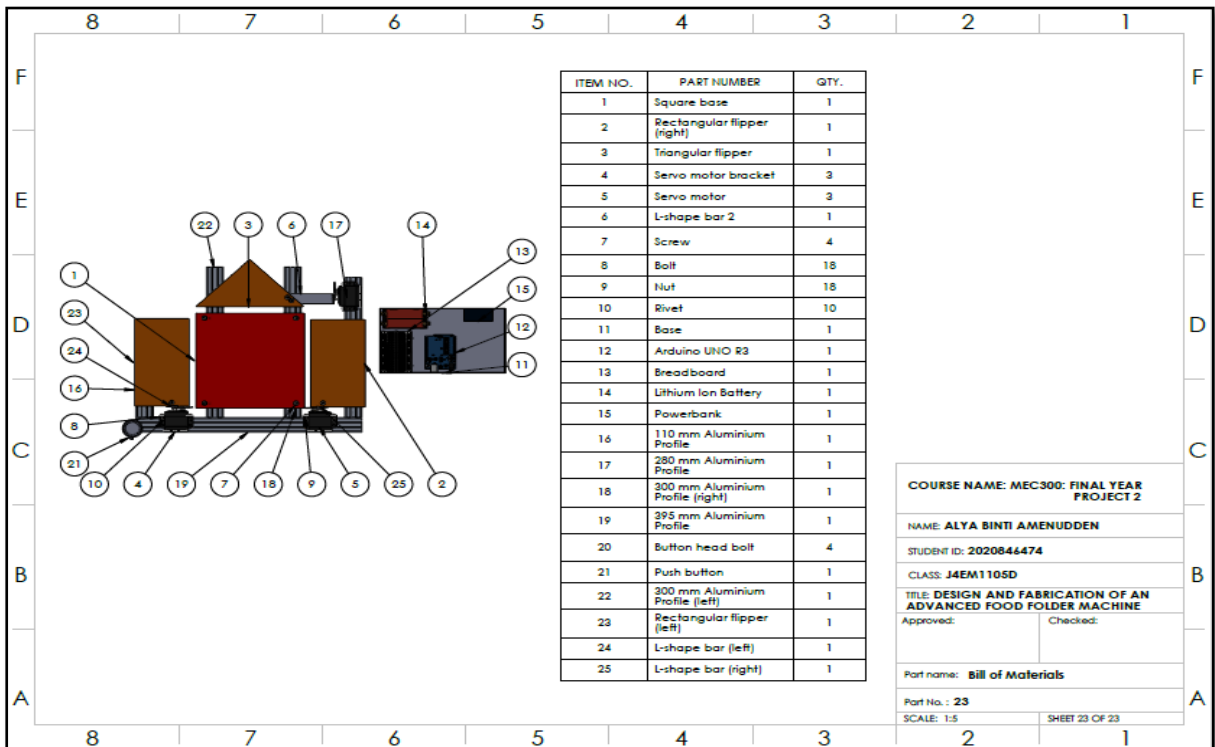 8 7 6 5 4 3 2 1
F F
E E
D D
C C
B B
A A
22 3 6 17 14
13
1
15
23
12
24
11
16
8
21
10 4 19 7 18 9 5 25 2
ITEM NO. PART NUMBER QTY.
1 Square base 1
2 Rectangular flipper
(right) 1
3 Triangular flipper 1
4 Servo motor bracket 3
5 Servo motor 3
6 L-shape bar 2 1
7 Screw 4
8 Bolt 18
9 Nut 18
10 Rivet 10
11 Base 1
12 Arduino UNO R3 1
13 Breadboard 1
14 Lithium Ion Battery 1
15 Powerbank 1
16 110 mm Aluminium
Profile 1
17 280 mm Aluminium
Profile 1
18 300 mm Aluminium
Profile (right) 1
19 395 mm Aluminium
Profile 1
20 Button head bolt 4
21 Push button 1
22 300 mm Aluminium
Profile (left) 1
23 Rectangular flipper
(left) 1
24 L-shape bar (left) 1
25 L-shape bar (right) 1
COURSE NAME: MEC300: FINAL YEAR
PROJECT 2
NAME: ALYA BINTI AMENUDDEN
STUDENT ID: 2020846474
CLASS: J4EM1105D
TITLE: DESIGN AND FABRICATION OF AN
ADVANCED FOOD FOLDER MACHINE
Approved: Checked:
Part name: Bill of Materials
Part No. : 23
SCALE: 1:5 SHEET 23 OF 23
8 7 6 5 4 3 2 1